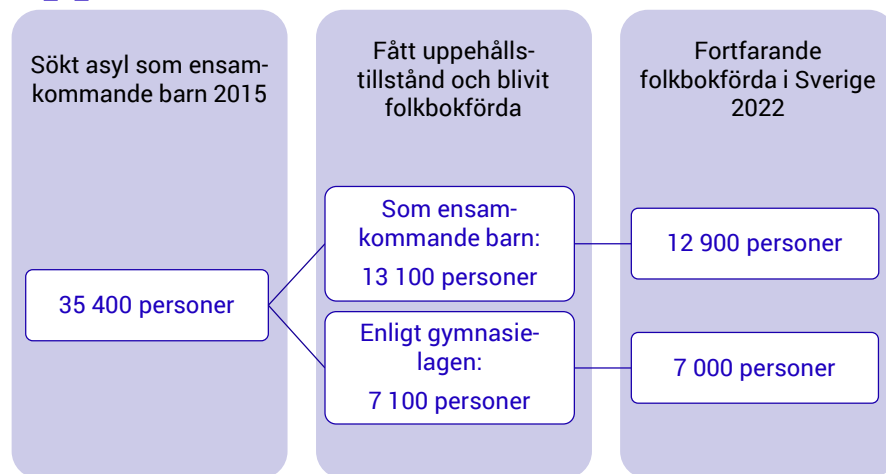 Sökt asyl som ensam-
kommande barn 2015
35 400 personer
Fått uppehålls-
tillstånd och blivit
folkbokförda
Som ensam-
kommande barn:
13 100 personer
Enligt gymnasie-
lagen:
7 100 personer
Fortfarande
folkbokförda i Sverige
2022
12 900 personer
7 000 personer